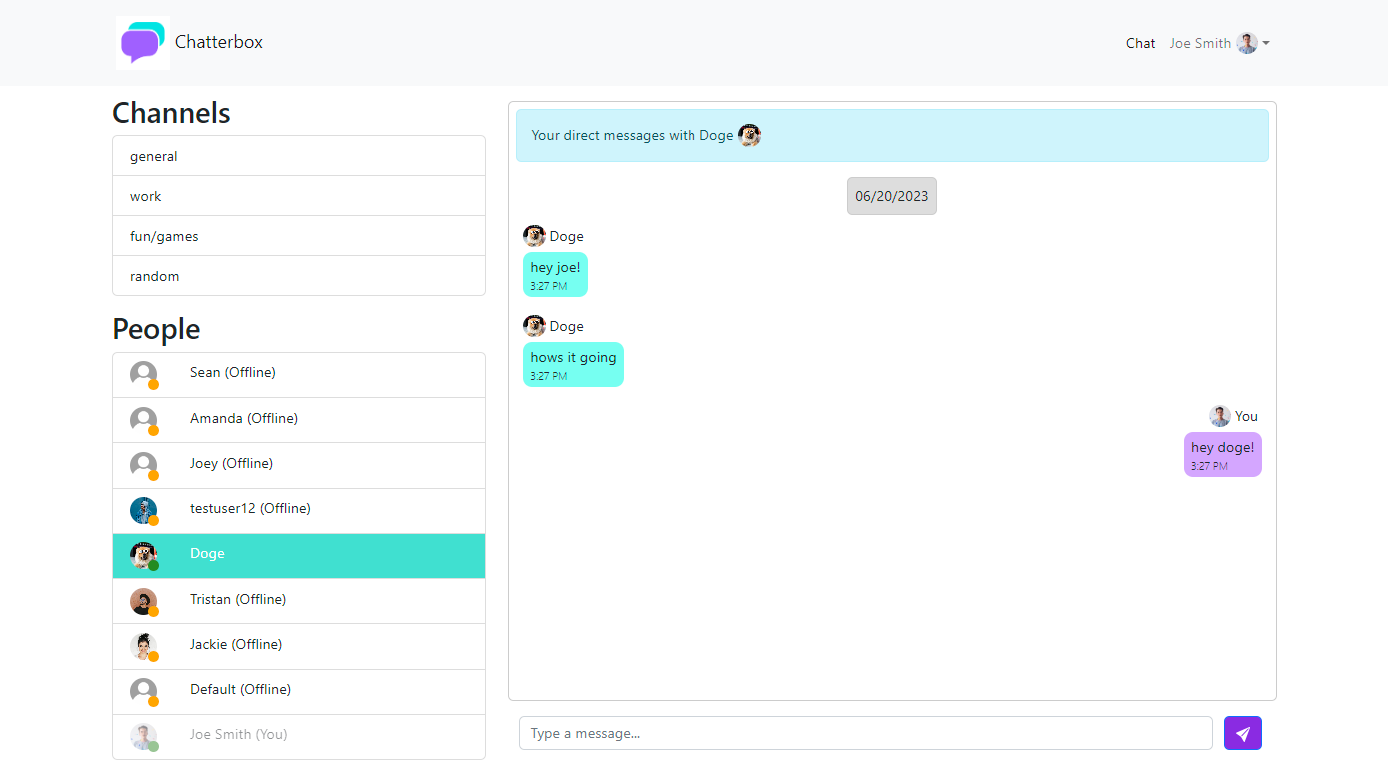 Chatterbox
Chat Joe Smith
Channels
general
work
fun/games
random
People
Sean (Offline)
Amanda (Offline)
Joey (Offline)
testuser12 (Offline)
Doge
Tristan (Offline)
Jackie (Offline)
Default (Offline)
Joe Smith (You)
Your direct messages with Doge
06/20/2023
Doge
hey joe!
3:27 PM
Doge
hows it going
3:27 PM
You
hey doge!
3:27 PM
Type a message...